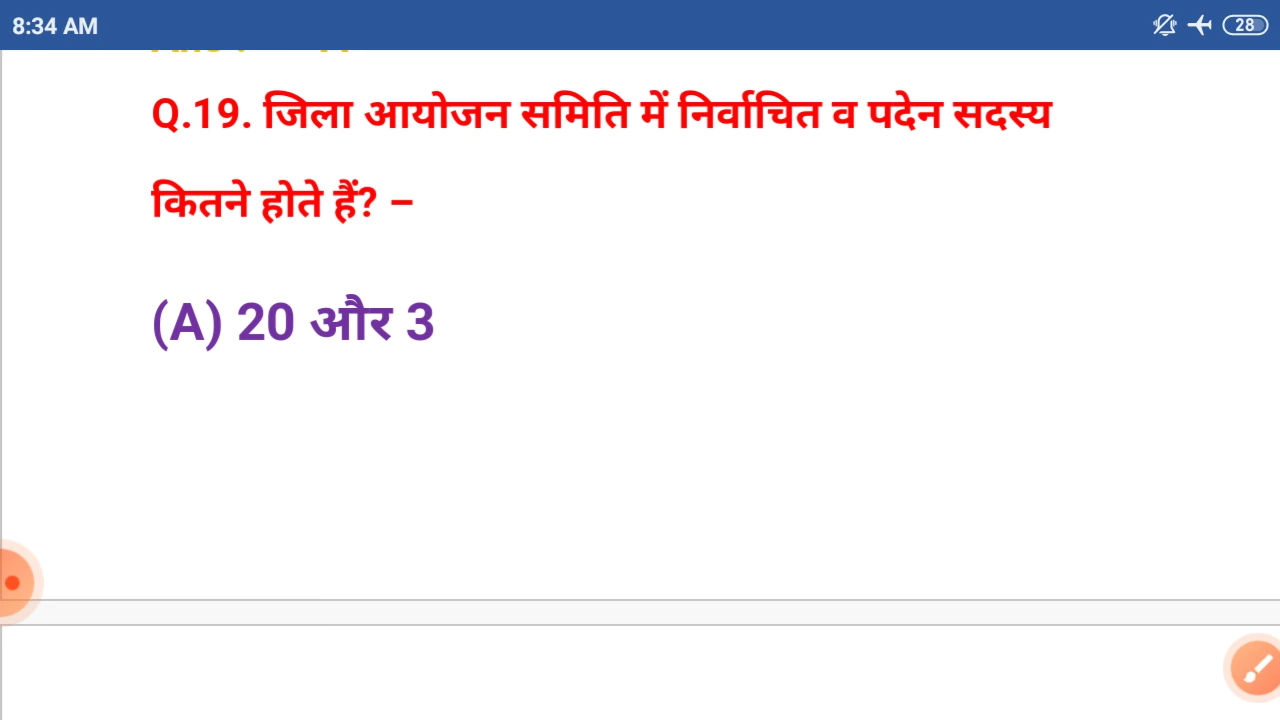 8:34 AM
28
Q.19. जिला आयोजन समिति में निर्वाचित व पदेन सदस्य
कितने होते हैं? –
(A) 20 और 3